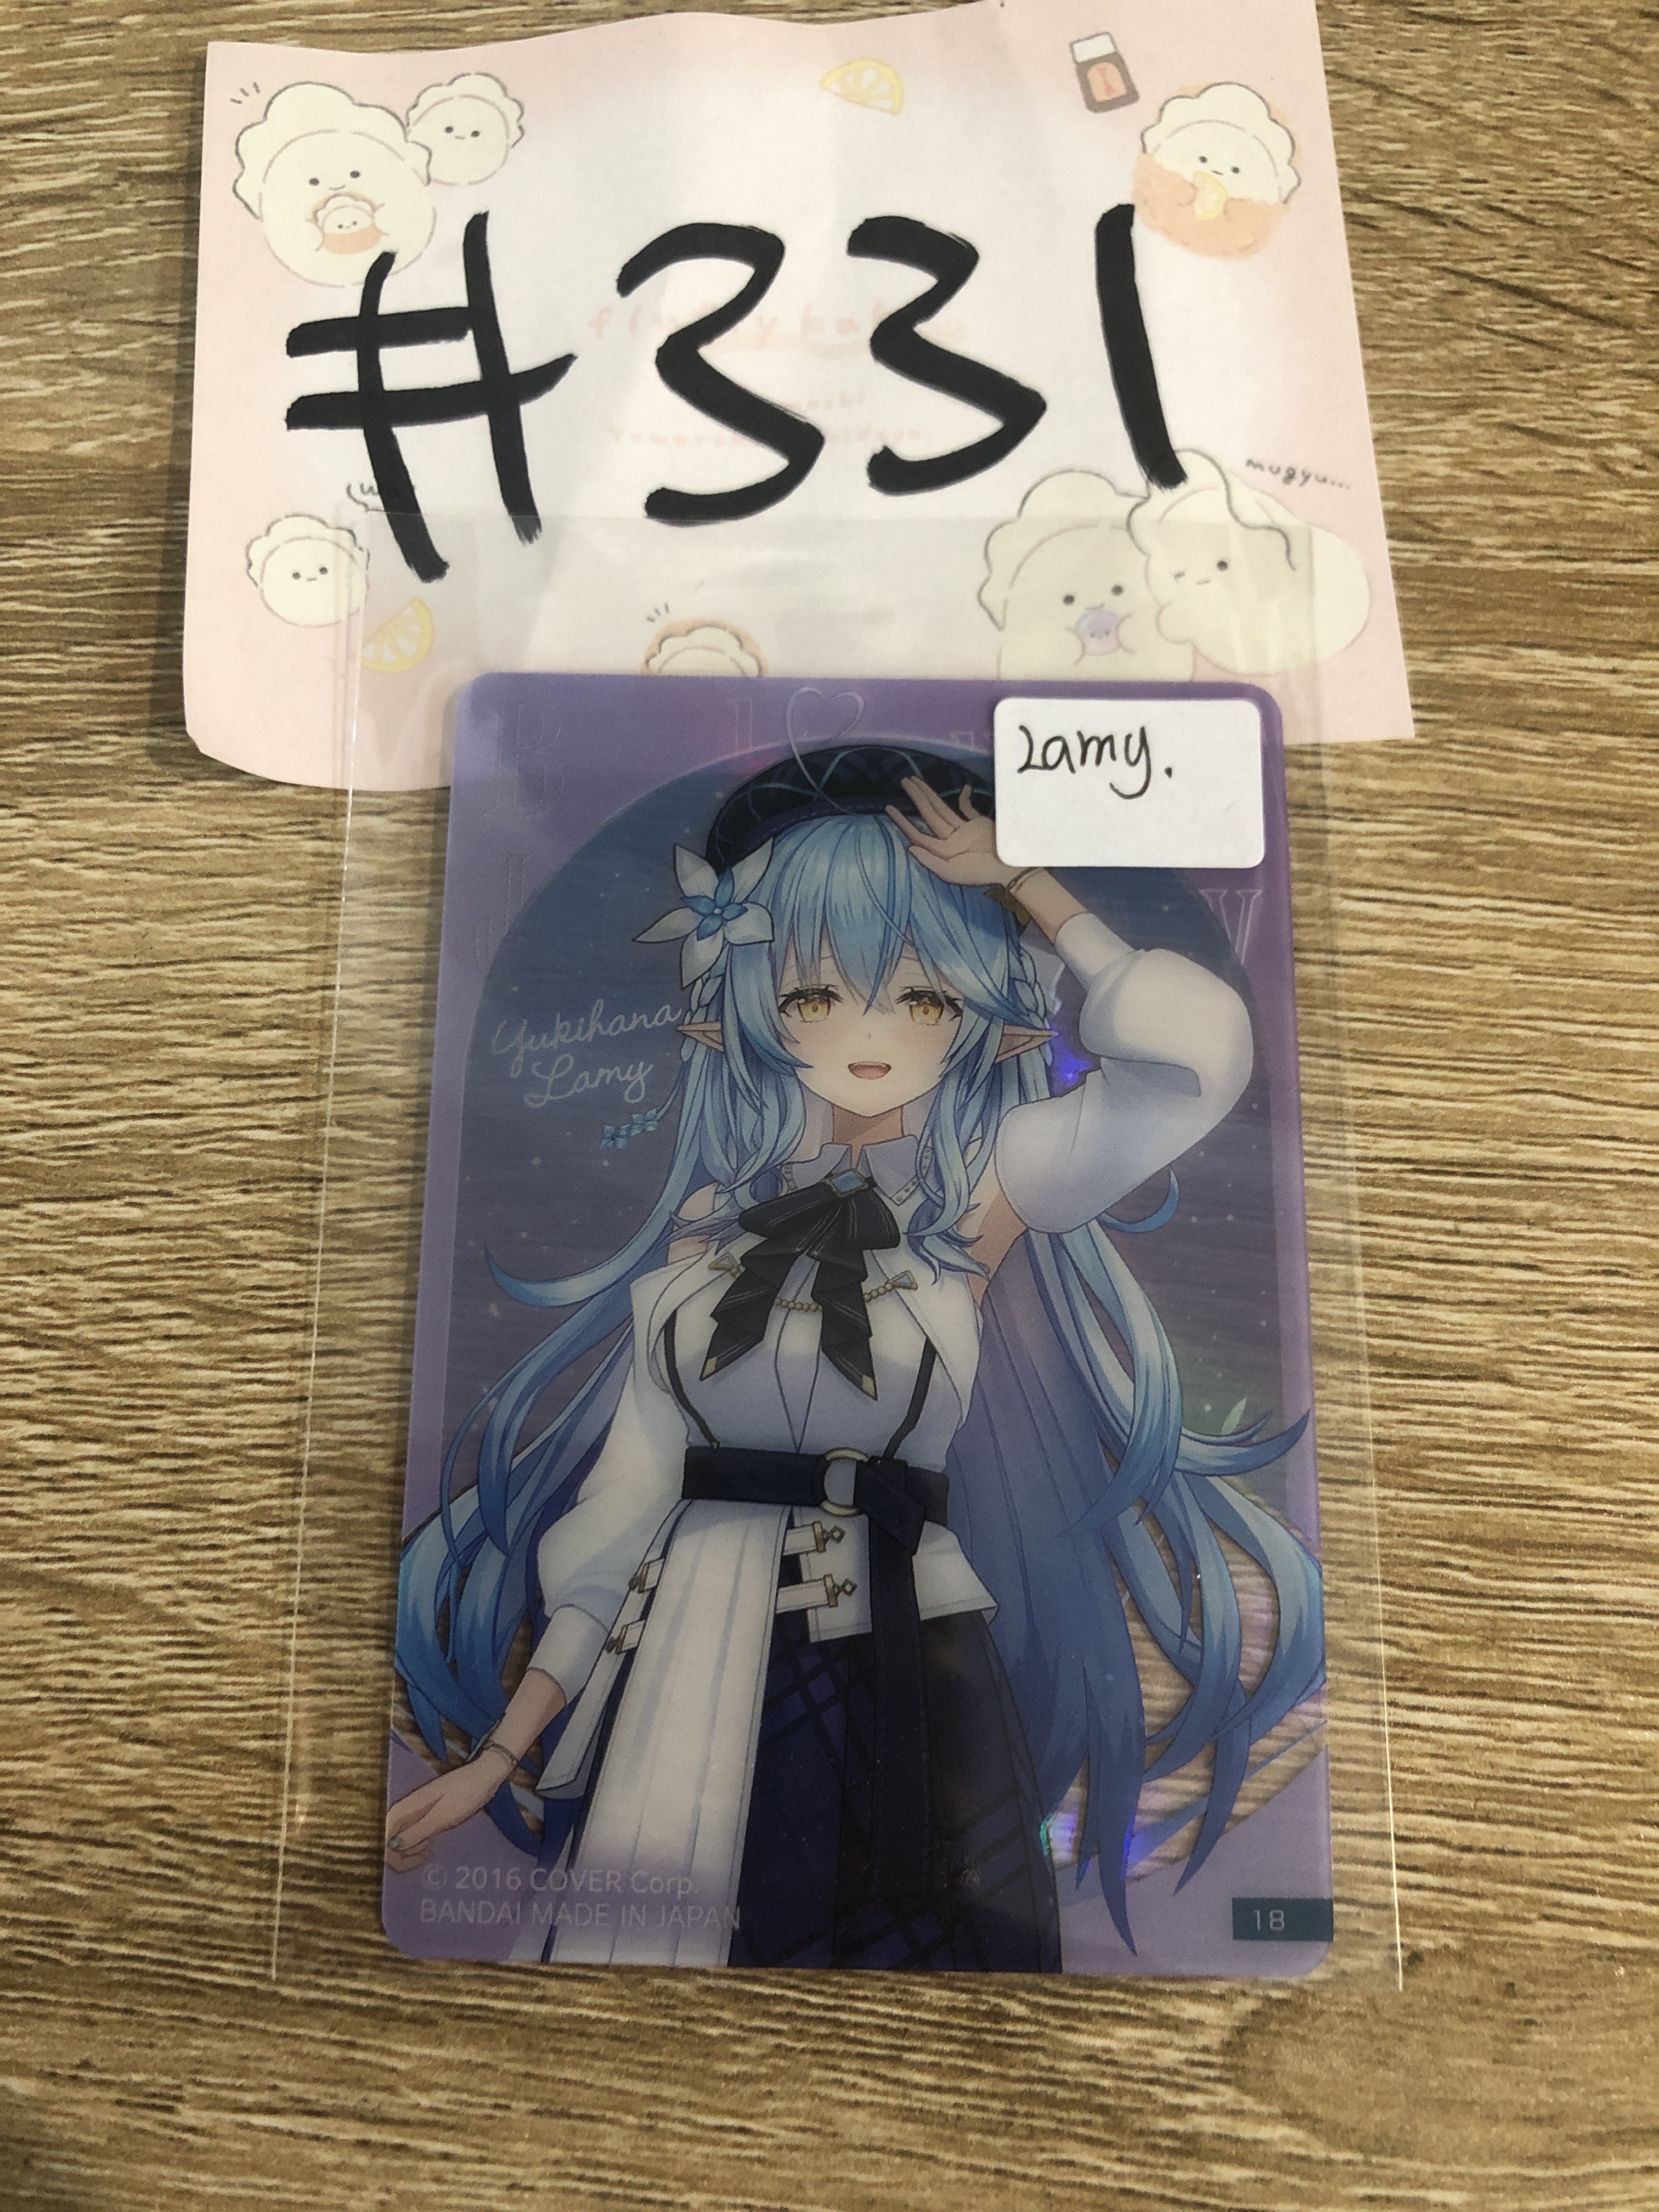 #331
mugyu...
Lamy.
Yukihana
Lamy
© 2016 COVER Corp.
BANDAI MADE IN JAPAN
18